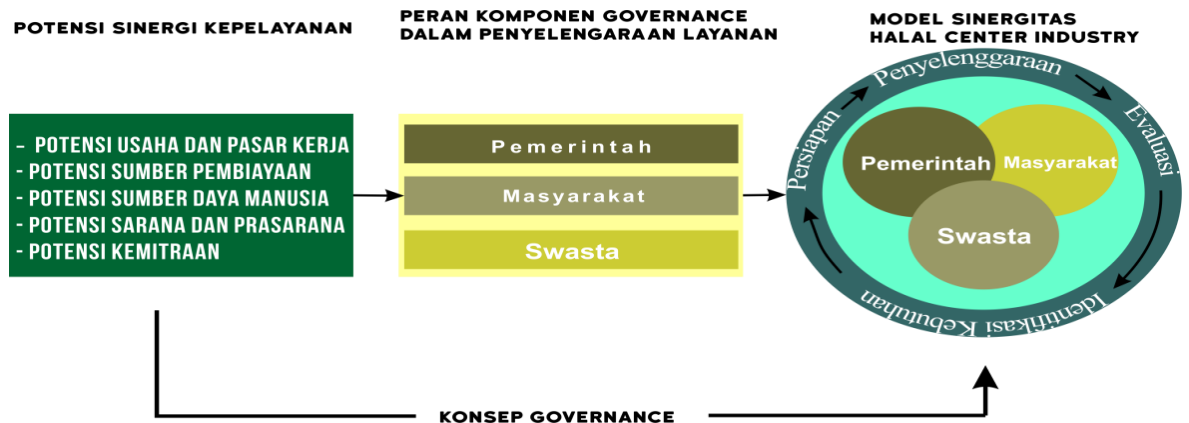 POTENSI SINERGI KEPELAYANAN
PERAN KOMPONEN GOVERNANCE
DALAM PENYELENGARAAN LAYANAN
MODEL SINERGITAS
HALAL CENTER INDUSTRY
- POTENSI USAHA DAN PASAR KERJA
- POTENSI SUMBER PEMBIAYAAN
- POTENSI SUMBER DAYA MANUSIA
- POTENSI SARANA DAN PRASARANA
- POTENSI KEMITRAAN
Pemerintah
Masyarakat
Swasta
Persiapan
Penyelenggaraan
Evaluasi
Identifikasi Kebutuhan
Pemerintah
Masyarakat
Swasta
KONSEP GOVERNANCE